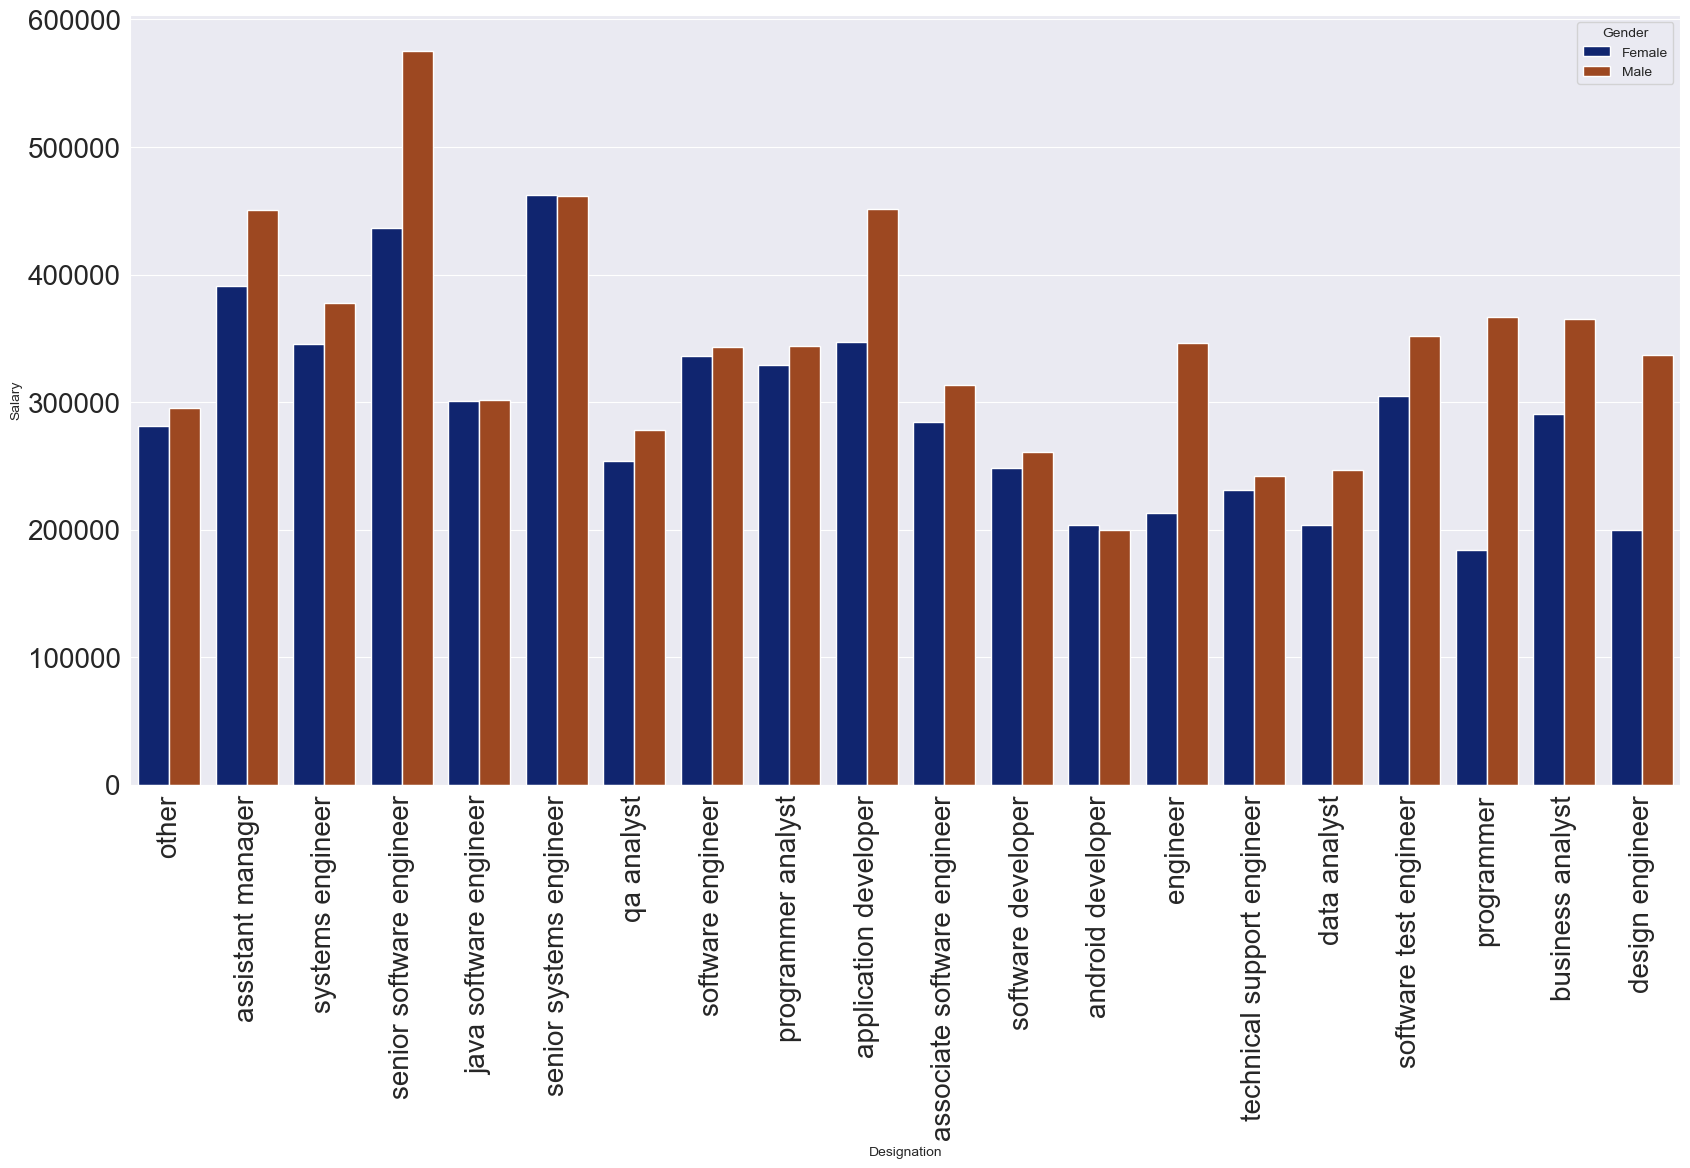 600000
500000
400000
300000
200000
100000
0
Salary
Gender
Female
Male
other
assistant manager
systems engineer
senior software engineer
java software engineer
senior systems engineer
qa analyst
software engineer
programmer analyst
application developer
associate software engineer
software developer
android developer
engineer
technical support engineer
data analyst
software test engineer
programmer
business analyst
design engineer
Designation